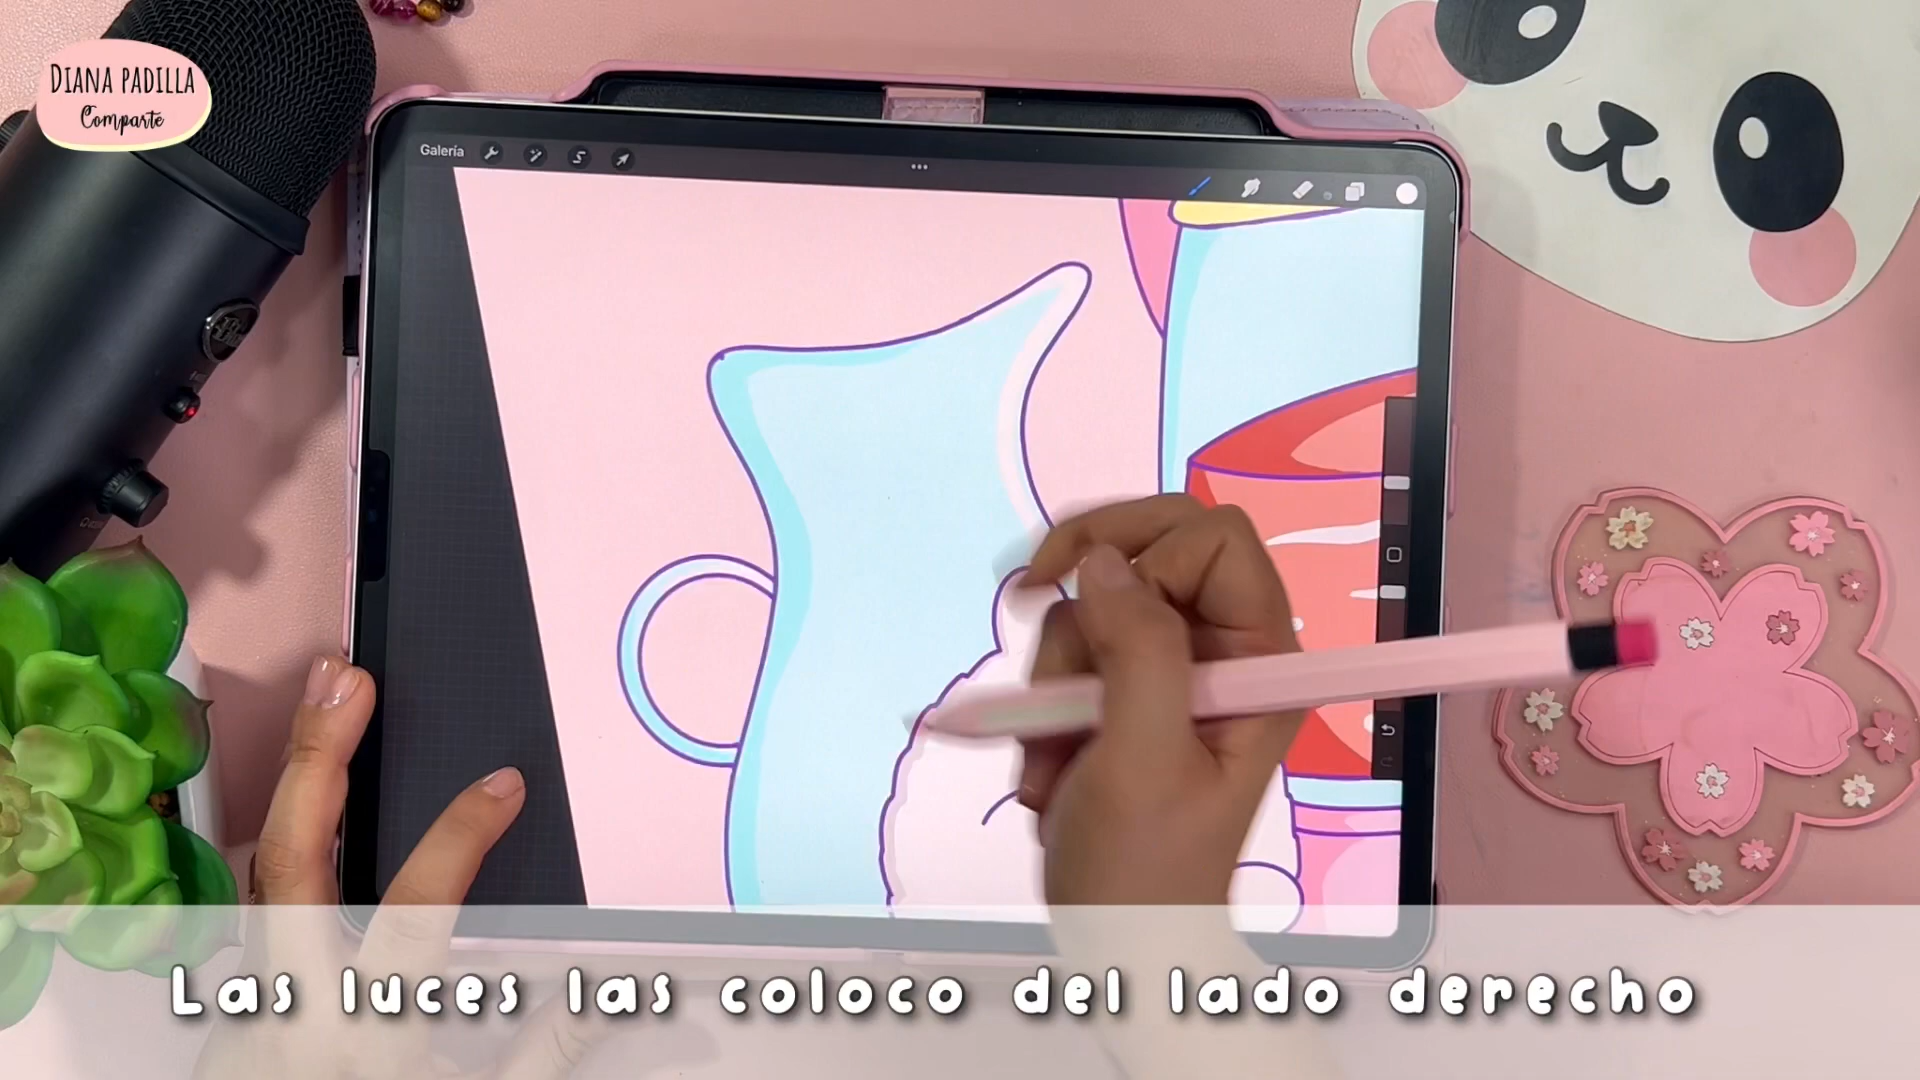 DIANA PADILLA
Comparte
Galería
Las luces las coloco del lado derecho